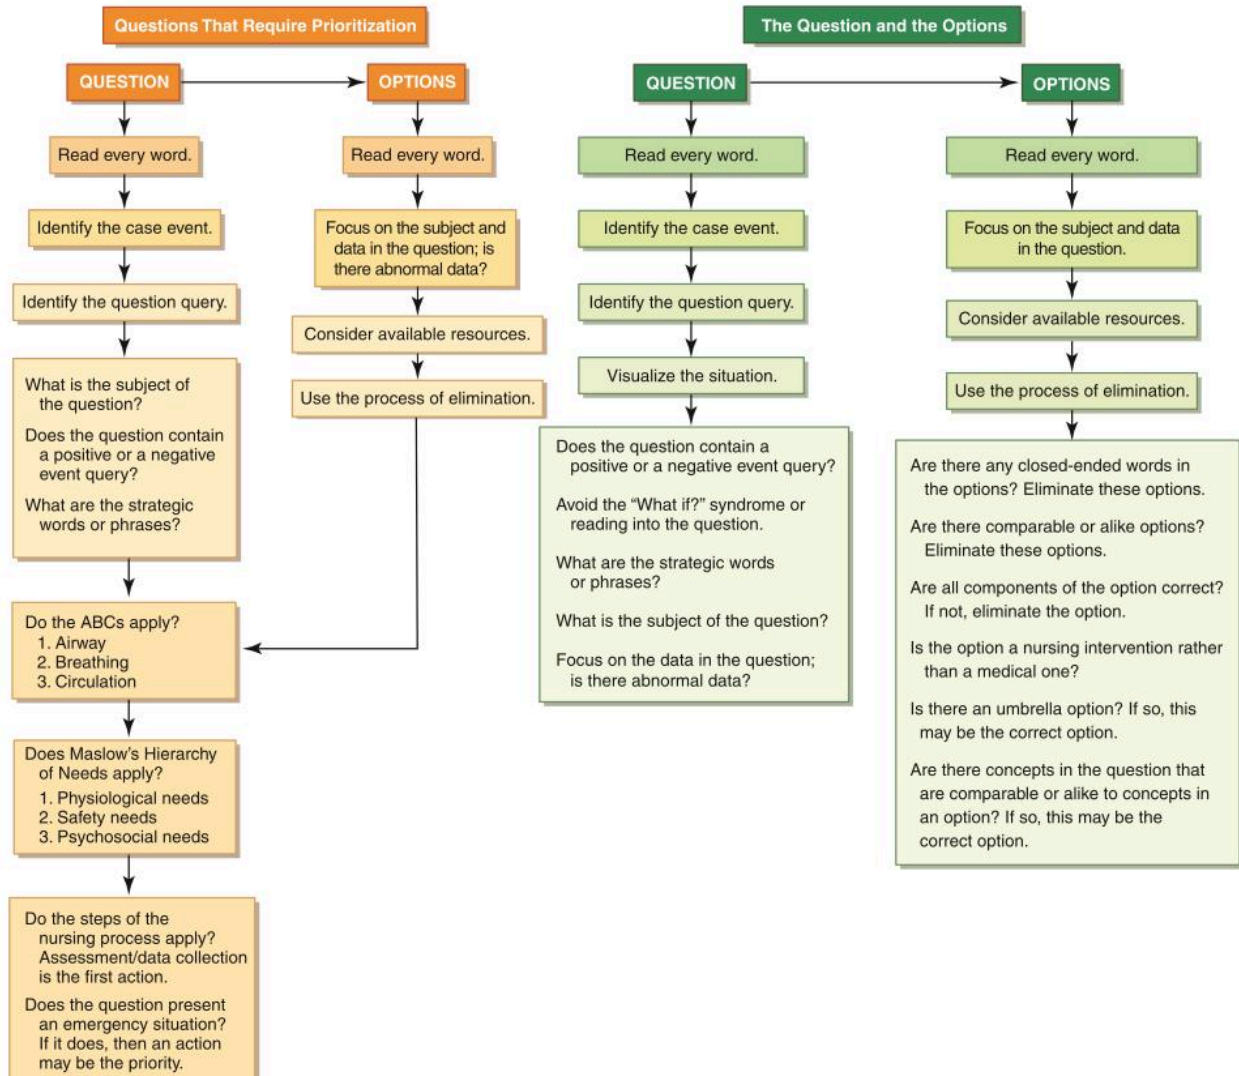 Questions That Require Prioritization
QUESTION
Read every word.
Identify the case event.
Identify the question query.
What is the subject of
the question?
Does the question contain
a positive or a negative
event query?
What are the strategic
words or phrases?
Do the ABCs apply?
1. Airway
2. Breathing
3. Circulation
Does Maslow's Hierarchy
of Needs apply?
1. Physiological needs
2. Safety needs
3. Psychosocial needs
Do the steps of the
nursing process apply?
Assessment/data collection
is the first action.
Does the question present
an emergency situation?
If it does, then an action
may be the priority.
OPTIONS
Read every word.
Focus on the subject and
data in the question; is
there abnormal data?
Consider available resources.
Use the process of elimination.
The Question and the Options
QUESTION
Read every word.
Identify the case event.
Identify the question query.
Visualize the situation.
Does the question contain a
positive or a negative event query?
Avoid the “What if?” syndrome or
reading into the question.
What are the strategic words
or phrases?
What is the subject of the question?
Focus on the data in the question;
is there abnormal data?
OPTIONS
Read every word.
Focus on the subject and data
in the question.
Consider available resources.
Use the process of elimination.
Are there any closed-ended words in
the options? Eliminate these options.
Are there comparable or alike options?
Eliminate these options.
Are all components of the option correct?
If not, eliminate the option.
Is the option a nursing intervention rather
than a medical one?
Is there an umbrella option? If so, this
may be the correct option.
Are there concepts in the question that
are comparable or alike to concepts in
an option? If so, this may be the
correct option.